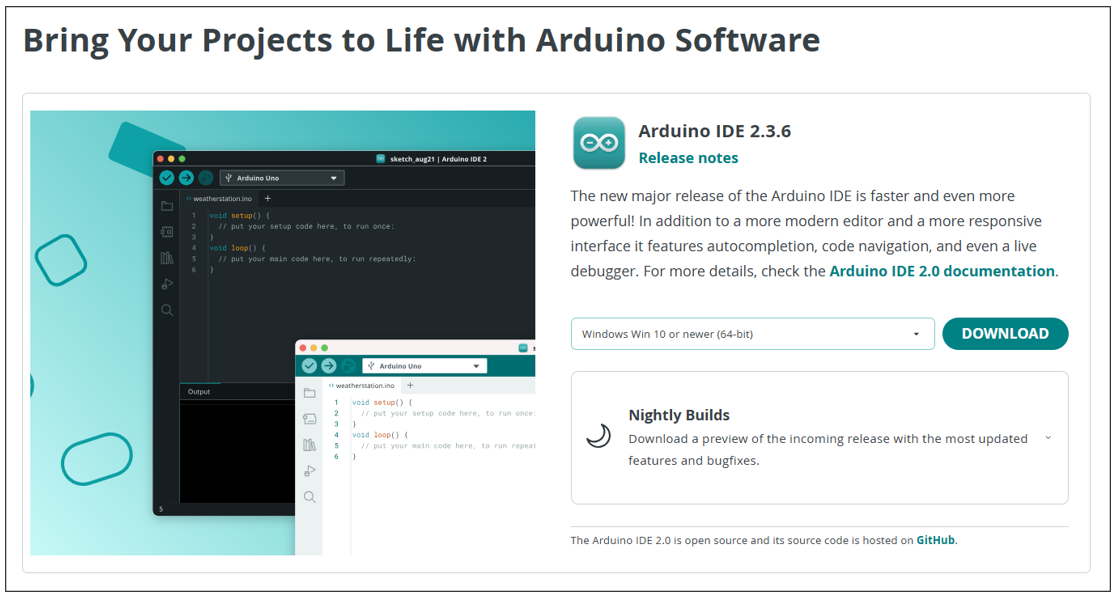 Bring Your Projects to Life with Arduino Software
sketch_aug21 | Arduino IDE 2
Arduino Uno
weatherstation.ino
1 void setup() {
2 // put your setup code here, to run once:
3 }
4 void loop() {
5 // put your main code here, to run repeatedly:
6 }
Output
5
Arduino Uno
weatherstation.ino
1 void setup() {
2 // put your setup code here, to run once:
3 }
4 void loop() {
5 // put your main code here, to run repeat
6 }
Arduino IDE 2.3.6
Release notes
The new major release of the Arduino IDE is faster and even more
powerful! In addition to a more modern editor and a more responsive
interface it features autocompletion, code navigation, and even a live
debugger. For more details, check the Arduino IDE 2.0 documentation.
Windows Win 10 or newer (64-bit)
DOWNLOAD
Nightly Builds
Download a preview of the incoming release with the most updated
features and bugfixes.
The Arduino IDE 2.0 is open source and its source code is hosted on GitHub.